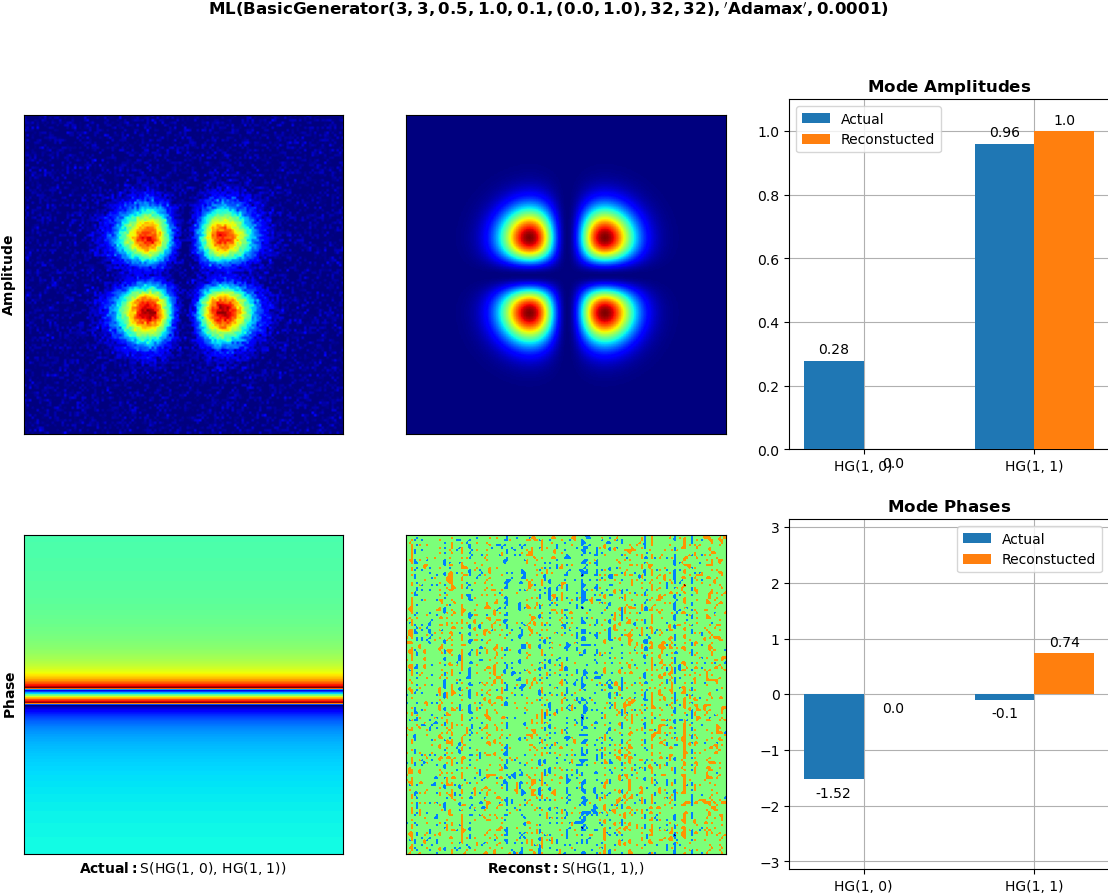 ML(BasicGenerator(3, 3, 0.5, 1.0, 0.1, (0.0, 1.0), 32, 32), ′Adamax′, 0.0001)
Amplitude
Mode Amplitudes
Actual
Reconstucted
1.0
0.8
0.6
0.4
0.2
0.0
0.28
0.0
0.96
1.0
HG(1, 0)
HG(1, 1)
Phase
Actual: S(HG(1, 0), HG(1, 1))
Reconst: S(HG(1, 1),)
Mode Phases
Actual
Reconstucted
3
2
1
0
−1
−2
−3
-1.52
0.0
-0.1
0.74
HG(1, 0)
HG(1, 1)